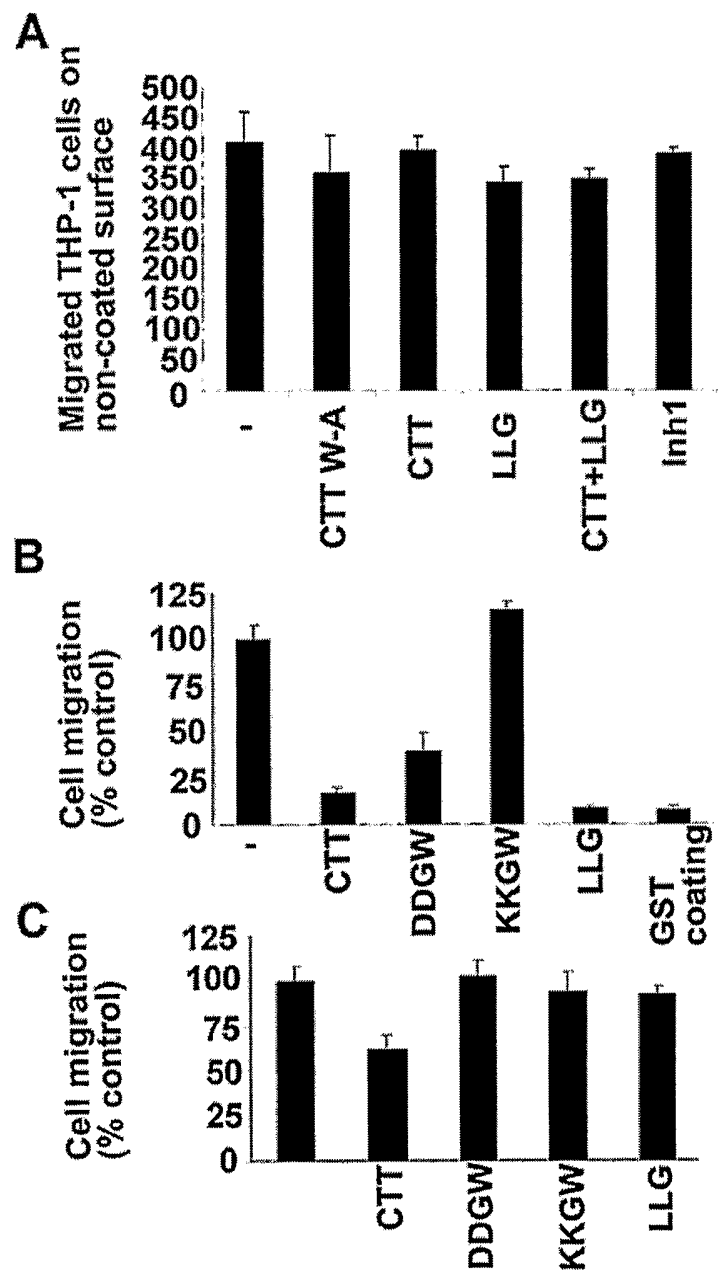 A
Migrated THP-1 cells on
non-coated surface
500
450
400
350
300
250
200
150
100
50
0
-
CTT W-A
CTT
LLG
CTT+LLG
Inh1
B
Cell migration
(% control)
125
100
75
50
25
0
-
CTT
DDGW
KKGW
LLG
GST
coating
C
Cell migration
(% control)
125
100
75
50
25
0
CTT
DDGW
KKGW
LLG